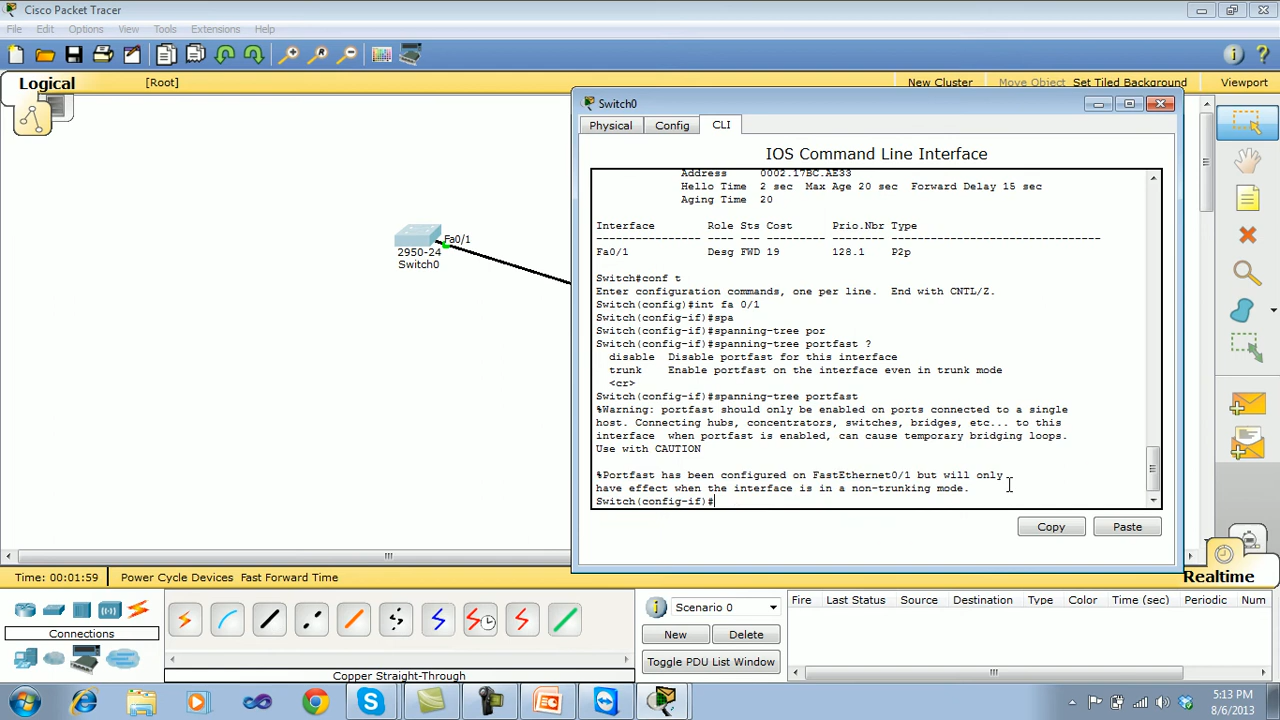 Cisco Packet Tracer
File Edit Options View Tools Extensions Help
Logical [Root] New Cluster Move Object Set Tiled Background Viewport
Fa0/1
2950-24
Switch0
Switch0
Physical Config CLI
IOS Command Line Interface
Address 0002.17BC.AE33
Hello Time 2 sec Max Age 20 sec Forward Delay 15 sec
Aging Time 20
Interface Role Sts Cost Prio.Nbr Type
---------------- ---- --- --------- -------- --------------------------------
Fa0/1 Desg FWD 19 128.1 P2p
Switch#conf t
Enter configuration commands, one per line. End with CNTL/Z.
Switch(config)#int fa 0/1
Switch(config-if)#spa
Switch(config-if)#spanning-tree por
Switch(config-if)#spanning-tree portfast ?
disable Disable portfast for this interface
trunk Enable portfast on the interface even in trunk mode
<cr>
Switch(config-if)#spanning-tree portfast
%Warning: portfast should only be enabled on ports connected to a single
host. Connecting hubs, concentrators, switches, bridges, etc... to this
interface when portfast is enabled, can cause temporary bridging loops.
Use with CAUTION
%Portfast has been configured on FastEthernet0/1 but will only
have effect when the interface is in a non-trunking mode.
Switch(config-if)#
Copy Paste
Time: 00:01:59 Power Cycle Devices Fast Forward Time Realtime
Connections
Copper Straight-Through
Scenario 0
New Delete
Toggle PDU List Window
Fire Last Status Source Destination Type Color Time (sec) Periodic Num
5:13 PM
8/6/2013